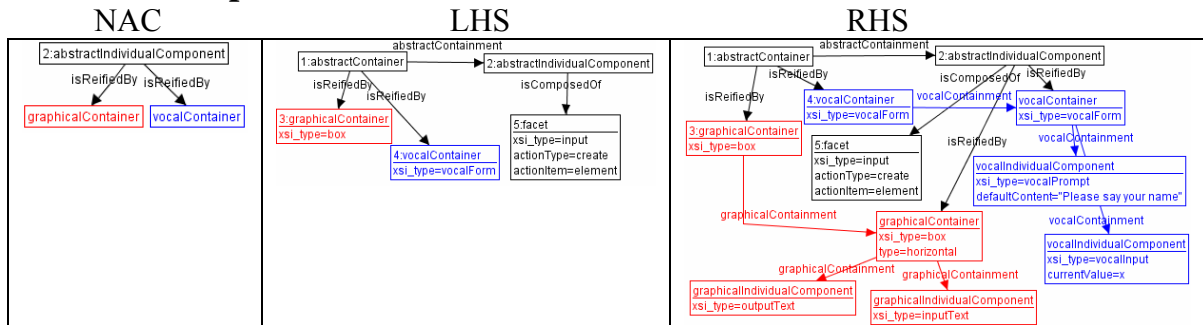 NAC
LHS
RHS
2:abstractIndividualComponent
isReifiedBy
isReifiedBy
graphicalContainer
vocalContainer
abstractContainment
1:abstractContainer
2:abstractIndividualComponent
isReifiedBy
isReifiedBy
isComposedOf
3:graphicalContainer
xsi_type=box
4:vocalContainer
xsi_type=vocalForm
5:facet
xsi_type=input
actionType=create
actionItem=element
abstractContainment
1:abstractContainer
2:abstractIndividualComponent
isReifiedBy
isComposedOf
isReifiedBy
isReifiedBy
4:vocalContainer
xsi_type=vocalForm
vocalContainment
vocalContainer
xsi_type=vocalForm
3:graphicalContainer
xsi_type=box
5:facet
xsi_type=input
actionType=create
actionItem=element
isReifiedBy
vocalContainment
vocalIndividualComponent
xsi_type=vocalPrompt
defaultContent="Please say your name"
graphicalContainment
vocalContainment
graphicalContainer
xsi_type=box
type=horizontal
vocalIndividualComponent
xsi_type=vocalInput
currentValue=x
graphicalContainment
graphicalContainment
graphicalIndividualComponent
xsi_type=outputText
graphicalIndividualComponent
xsi_type=inputText